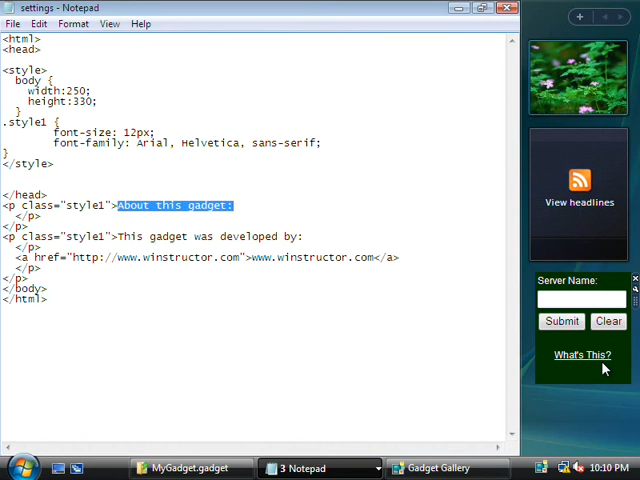 settings - Notepad
File Edit Format View Help
<html>
<head>
<style>
body {
width:250;
height:330;
}
.style1 {
font-size: 12px;
font-family: Arial, Helvetica, sans-serif;
}
</style>
</head>
<p class="style1">About this gadget:
</p>
</p>
<p class="style1">This gadget was developed by:
</p>
<a href="http://www.winstructor.com">www.winstructor.com</a>
</p>
</p>
</body>
</html>
View headlines
Server Name:
Submit Clear
What's This?
MyGadget.gadget 3 Notepad Gadget Gallery 10:10 PM